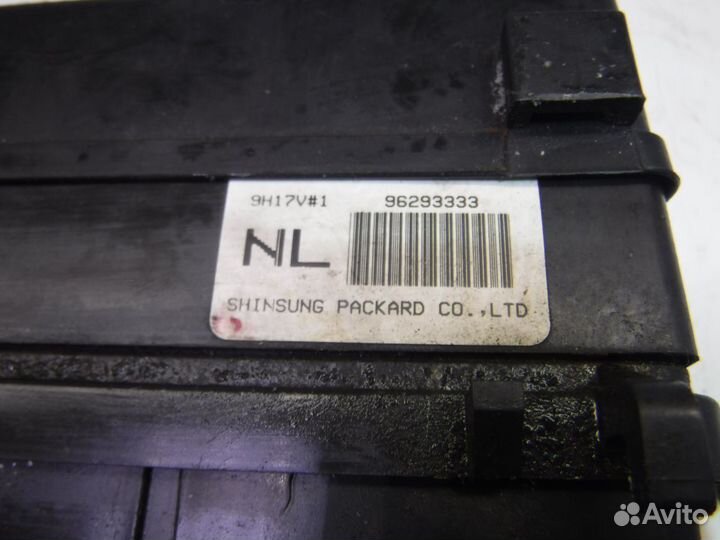 9H17V#1 96293333
NL
SHINSUNG PACKARD CO.,LTD
Avito